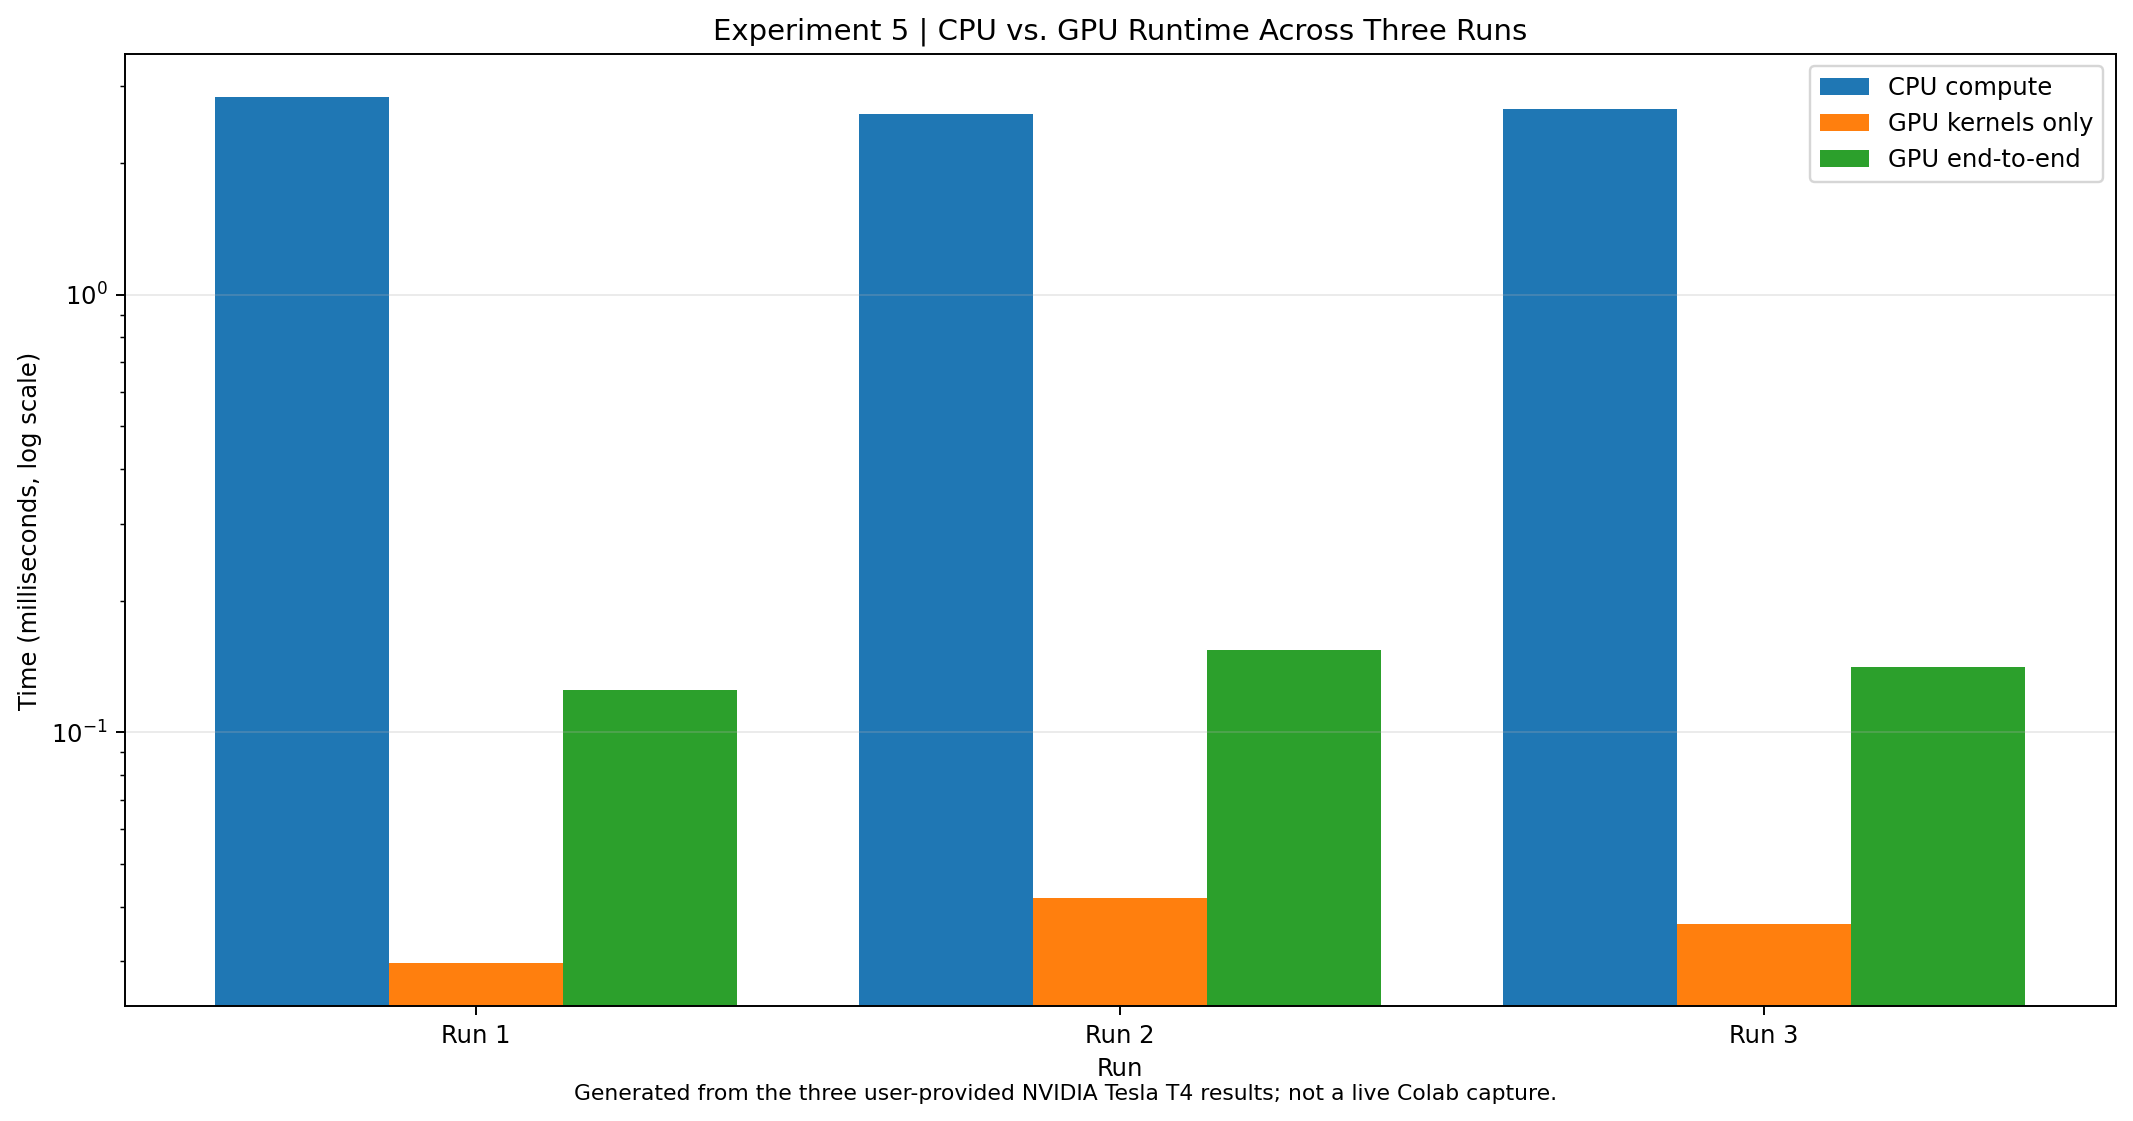 Experiment 5 | CPU vs. GPU Runtime Across Three Runs
CPU compute
GPU kernels only
GPU end-to-end
Time (milliseconds, log scale)
10⁰
10⁻¹
Run 1
Run 2
Run 3
Run
Generated from the three user-provided NVIDIA Tesla T4 results; not a live Colab capture.